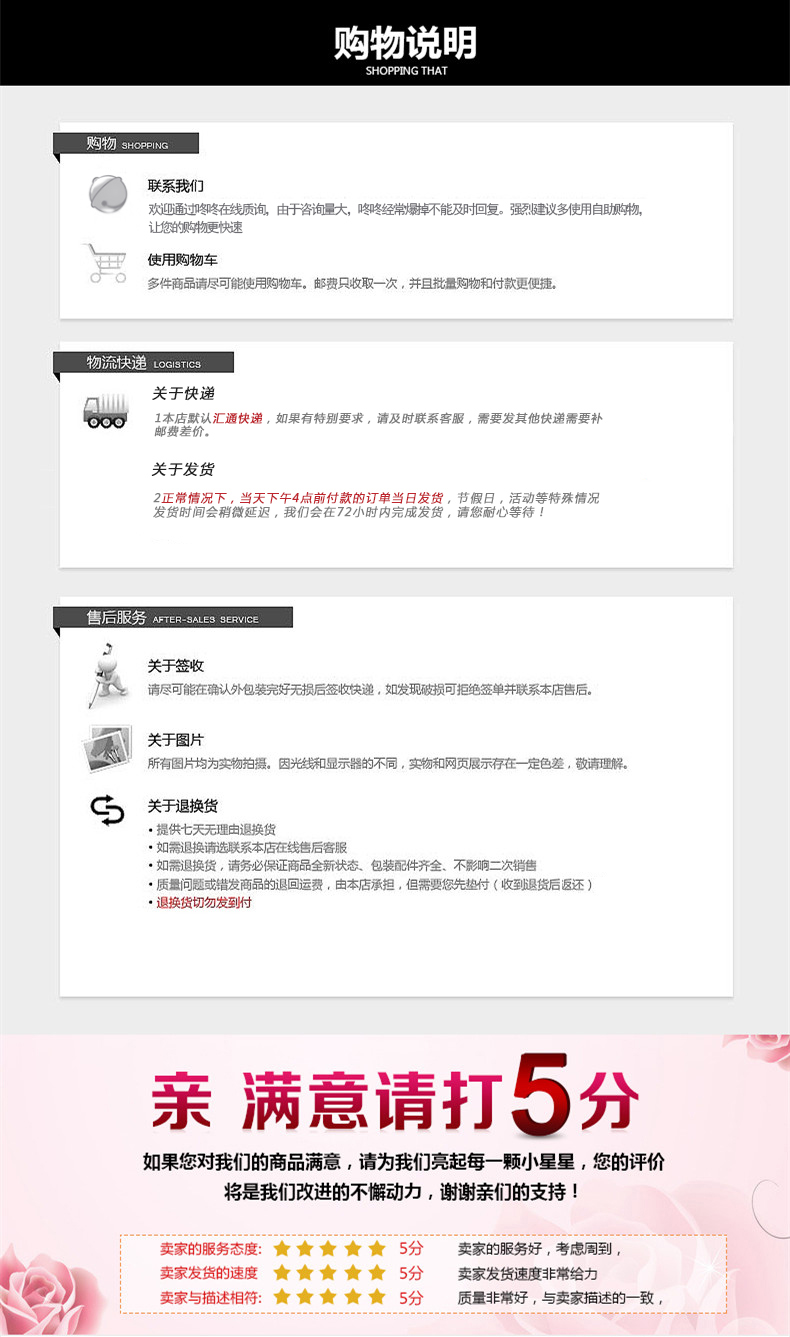 购物说明
SHOPPING THAT
购物 SHOPPING
联系我们
欢迎通过咚咚在线质询，由于咨询量大，咚咚经常爆掉不能及时回复。强烈建议多使用自助购物，
让您的购物更快速
使用购物车
多件商品请尽可能使用购物车。邮费只收取一次，并且批量购物和付款更便捷。
物流快递 LOGISTICS
关于快递
1本店默认汇通快递，如果有特别要求，请及时联系客服，需要发其他快递需要补
邮费差价。
关于发货
2正常情况下，当天下午4点前付款的订单当日发货，节假日，活动等特殊情况
发货时间会稍微延迟，我们会在72小时内完成发货，请您耐心等待！
售后服务 AFTER-SALES SERVICE
关于签收
请尽可能在确认外包装完好无损后签收快递，如发现破损可拒绝签单并联系本店售后。
关于图片
所有图片均为实物拍摄。因光线和显示器的不同，实物和网页展示存在一定色差，敬请理解。
关于退换货
• 提供七天无理由退换货
• 如需退换请选联系本店在线售后客服
• 如需退换货，请务必保证商品全新状态、包装配件齐全、不影响二次销售
• 质量问题或错发商品的退回运费，由本店承担，但需要您先垫付（收到退货后返还）
• 退换货切勿发到付
亲 满意请打5分
如果您对我们的商品满意，请为我们亮起每一颗小星星，您的评价
将是我们改进的不懈动力，谢谢亲们的支持！
卖家的服务态度: ★★★★★ 5分 卖家的服务好，考虑周到，
卖家发货的速度 ★★★★★ 5分 卖家发货速度非常给力
卖家与描述相符: ★★★★★ 5分 质量非常好，与卖家描述的一致，